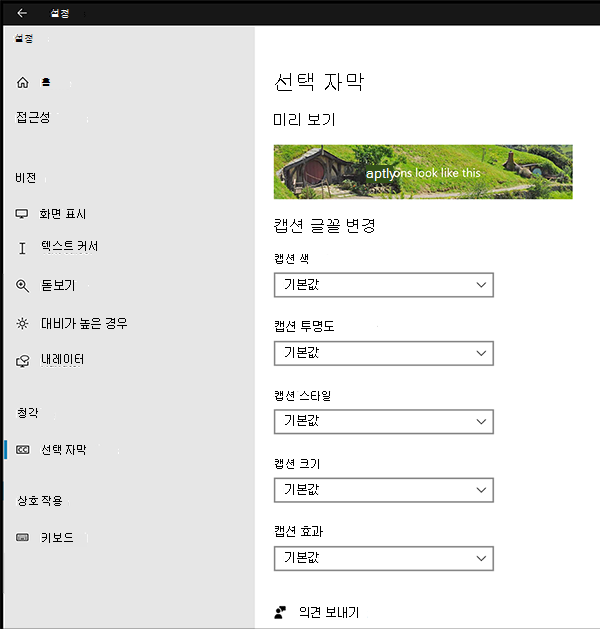 설정
설정
홈
접근성
비전
화면 표시
텍스트 커서
돋보기
대비가 높은 경우
내레이터
청각
선택 자막
상호 작용
키보드
선택 자막
미리 보기
aptlyons look like this
캡션 글꼴 변경
캡션 색
기본값
캡션 투명도
기본값
캡션 스타일
기본값
캡션 크기
기본값
캡션 효과
기본값
의견 보내기